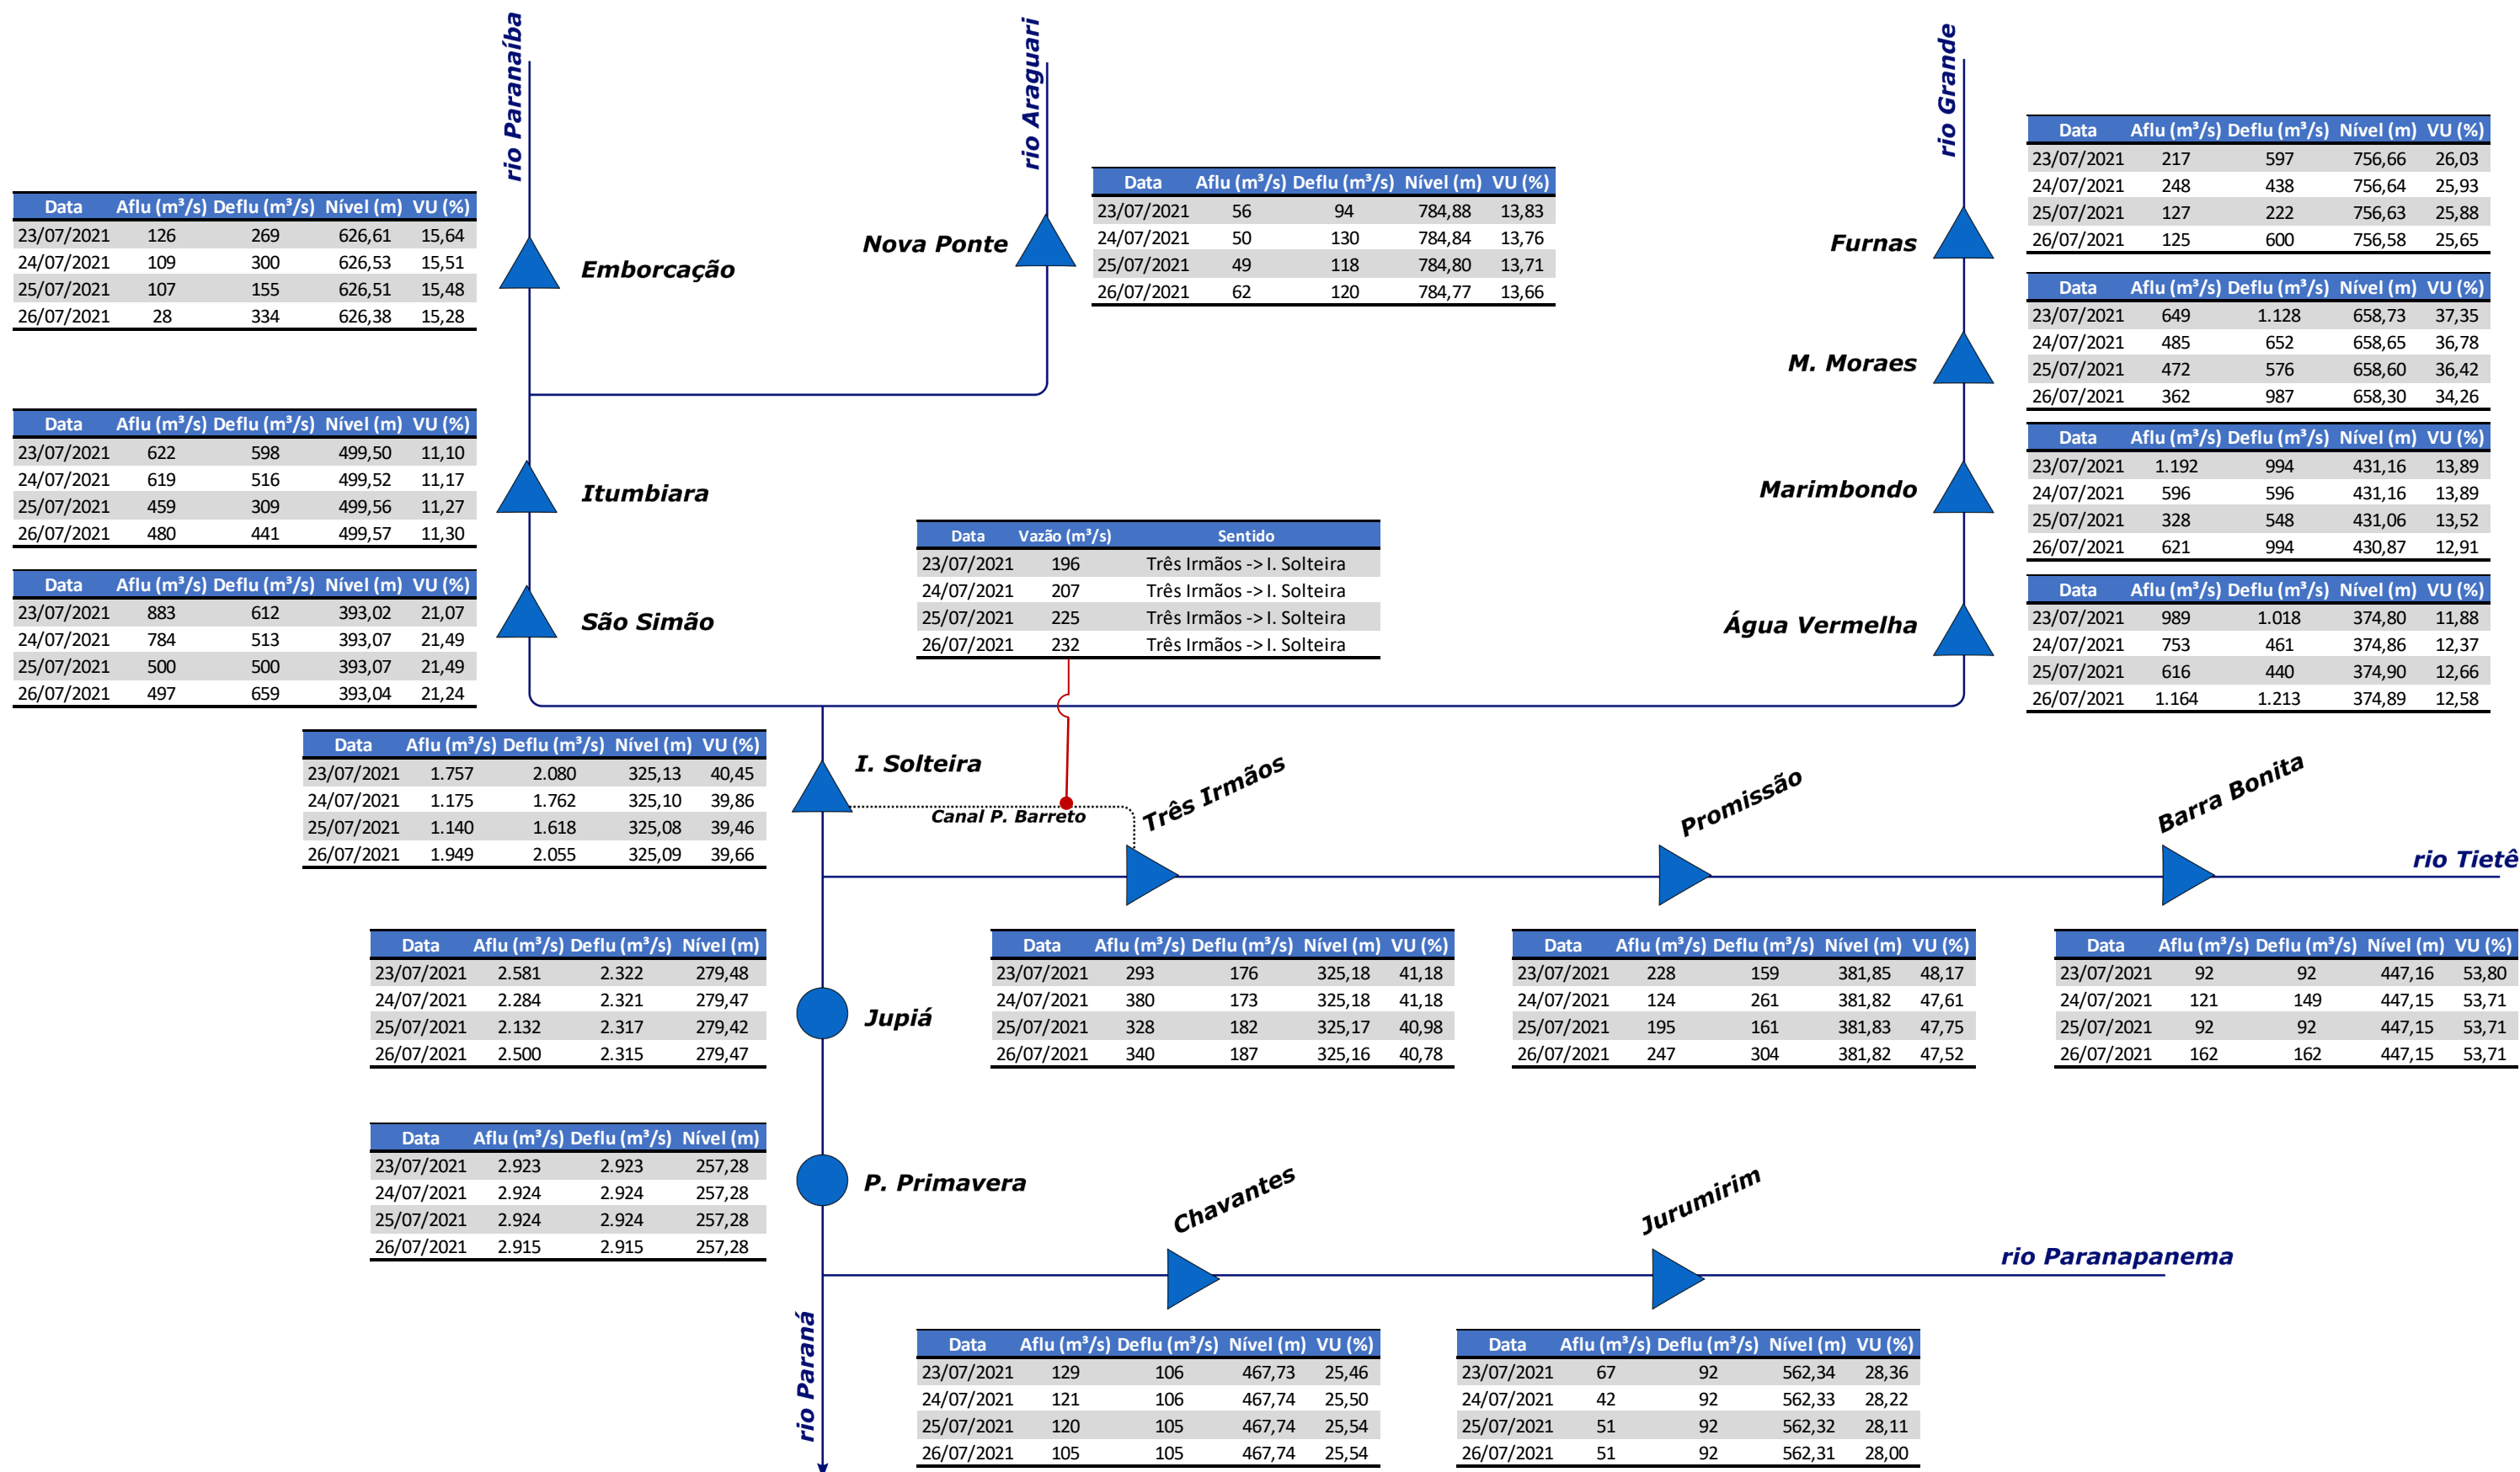 rio Paranaíba
rio Araguari
rio Grande
Data Aflu (m³/s) Deflu (m³/s) Nível (m) VU (%)
23/07/2021 126 269 626,61 15,64
24/07/2021 109 300 626,53 15,51
25/07/2021 107 155 626,51 15,48
26/07/2021 28 334 626,38 15,28
Emborcação
Nova Ponte
Data Aflu (m³/s) Deflu (m³/s) Nível (m) VU (%)
23/07/2021 56 94 784,88 13,83
24/07/2021 50 130 784,84 13,76
25/07/2021 49 118 784,80 13,71
26/07/2021 62 120 784,77 13,66
Furnas
Data Aflu (m³/s) Deflu (m³/s) Nível (m) VU (%)
23/07/2021 217 597 756,66 26,03
24/07/2021 248 438 756,64 25,93
25/07/2021 127 222 756,63 25,88
26/07/2021 125 600 756,58 25,65
M. Moraes
Data Aflu (m³/s) Deflu (m³/s) Nível (m) VU (%)
23/07/2021 649 1.128 658,73 37,35
24/07/2021 485 652 658,65 36,78
25/07/2021 472 576 658,60 36,42
26/07/2021 362 987 658,30 34,26
Data Aflu (m³/s) Deflu (m³/s) Nível (m) VU (%)
23/07/2021 622 598 499,50 11,10
24/07/2021 619 516 499,52 11,17
25/07/2021 459 309 499,56 11,27
26/07/2021 480 441 499,57 11,30
Itumbiara
Marimbondo
Data Aflu (m³/s) Deflu (m³/s) Nível (m) VU (%)
23/07/2021 1.192 994 431,16 13,89
24/07/2021 596 596 431,16 13,89
25/07/2021 328 548 431,06 13,52
26/07/2021 621 994 430,87 12,91
Data Aflu (m³/s) Deflu (m³/s) Nível (m) VU (%)
23/07/2021 883 612 393,02 21,07
24/07/2021 784 513 393,07 21,49
25/07/2021 500 500 393,07 21,49
26/07/2021 497 659 393,04 21,24
São Simão
Data Vazão (m³/s) Sentido
23/07/2021 196 Três Irmãos -> I. Solteira
24/07/2021 207 Três Irmãos -> I. Solteira
25/07/2021 225 Três Irmãos -> I. Solteira
26/07/2021 232 Três Irmãos -> I. Solteira
Água Vermelha
Data Aflu (m³/s) Deflu (m³/s) Nível (m) VU (%)
23/07/2021 989 1.018 374,80 11,88
24/07/2021 753 461 374,86 12,37
25/07/2021 616 440 374,90 12,66
26/07/2021 1.164 1.213 374,89 12,58
Data Aflu (m³/s) Deflu (m³/s) Nível (m) VU (%)
23/07/2021 1.757 2.080 325,13 40,45
24/07/2021 1.175 1.762 325,10 39,86
25/07/2021 1.140 1.618 325,08 39,46
26/07/2021 1.949 2.055 325,09 39,66
I. Solteira
Canal P. Barreto
Três Irmãos
Promissão
Barra Bonita
rio Tietê
Data Aflu (m³/s) Deflu (m³/s) Nível (m)
23/07/2021 2.581 2.322 279,48
24/07/2021 2.284 2.321 279,47
25/07/2021 2.132 2.317 279,42
26/07/2021 2.500 2.315 279,47
Jupiá
Data Aflu (m³/s) Deflu (m³/s) Nível (m) VU (%)
23/07/2021 293 176 325,18 41,18
24/07/2021 380 173 325,18 41,18
25/07/2021 328 182 325,17 40,98
26/07/2021 340 187 325,16 40,78
Data Aflu (m³/s) Deflu (m³/s) Nível (m) VU (%)
23/07/2021 228 159 381,85 48,17
24/07/2021 124 261 381,82 47,61
25/07/2021 195 161 381,83 47,75
26/07/2021 247 304 381,82 47,52
Data Aflu (m³/s) Deflu (m³/s) Nível (m) VU (%)
23/07/2021 92 92 447,16 53,80
24/07/2021 121 149 447,15 53,71
25/07/2021 92 92 447,15 53,71
26/07/2021 162 162 447,15 53,71
Data Aflu (m³/s) Deflu (m³/s) Nível (m)
23/07/2021 2.923 2.923 257,28
24/07/2021 2.924 2.924 257,28
25/07/2021 2.924 2.924 257,28
26/07/2021 2.915 2.915 257,28
P. Primavera
Chavantes
Jurumirim
rio Paranapanema
rio Paraná
Data Aflu (m³/s) Deflu (m³/s) Nível (m) VU (%)
23/07/2021 129 106 467,73 25,46
24/07/2021 121 106 467,74 25,50
25/07/2021 120 105 467,74 25,54
26/07/2021 105 105 467,74 25,54
Data Aflu (m³/s) Deflu (m³/s) Nível (m) VU (%)
23/07/2021 67 92 562,34 28,36
24/07/2021 42 92 562,33 28,22
25/07/2021 51 92 562,32 28,11
26/07/2021 51 92 562,31 28,00